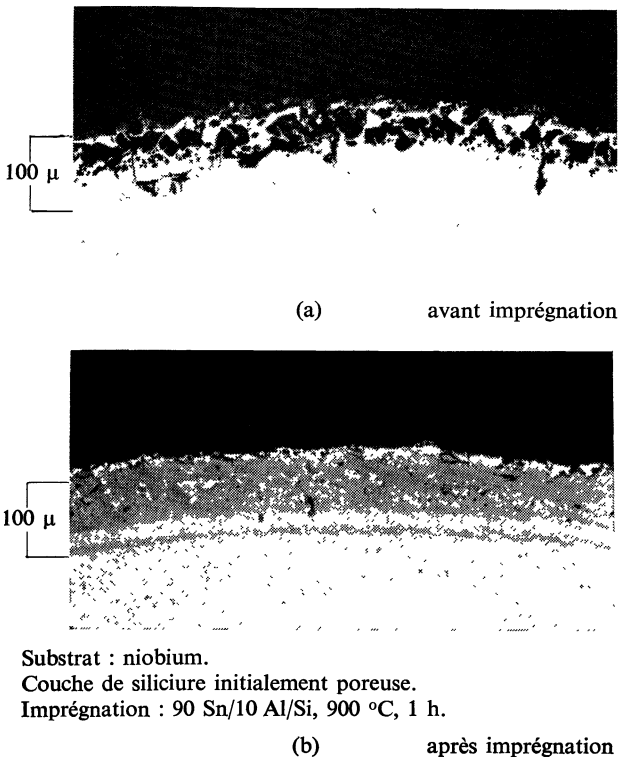 100 μ
(a) avant imprégnation
100 μ
Substrat : niobium.
Couche de siliciure initialement poreuse.
Imprégnation : 90 Sn/10 Al/Si, 900 °C, 1 h.
(b) après imprégnation